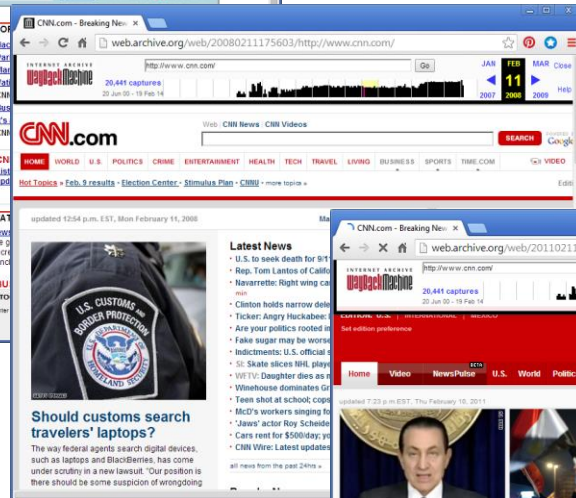 CNN.com - Breaking New
web.archive.org/web/20080211175603/http://www.cnn.com/
INTERNET ARCHIVE
WayBackMachine
http://www.cnn.com/
Go
20,441 captures
20 Jun 00 - 19 Feb 14
JAN FEB MAR Close
11
2007 2008 2009 Help
CNN.com
Web CNN News CNN Videos
SEARCH
POWERED BY
Google
HOME WORLD U.S. POLITICS CRIME ENTERTAINMENT HEALTH TECH TRAVEL LIVING BUSINESS SPORTS TIME.COM VIDEO
Hot Topics » Feb. 9 results • Election Center • Stimulus Plan • CNNU • more topics »
Editi
updated 12:54 p.m. EST, Mon February 11, 2008
Ma
U.S. CUSTOMS AND
BORDER PROTECTION
Should customs search
travelers' laptops?
The way federal agents search digital devices,
such as laptops and BlackBerries, has come
under scrutiny in a new lawsuit. "Our position is
there should be some suspicion of wrongdoing
Latest News
U.S. to seek death for 9/1
Rep. Tom Lantos of Califo
Navarrette: Right wing ca
min
Clinton holds narrow dele
Ticker: Angry Huckabee:
Are your politics rooted in
Fake sugar may be worse
Indictments: U.S. official s
SI: Skate slices NHL playe
WFTV: Daughter dies as m
Winehouse dominates Gr
Teen shot at school; cops
McD's workers singing fo
'Jaws' actor Roy Scheide
Cars rent for $500/day; yo
CNN Wire: Latest updates
all news from the past 24hrs »
CNN.com - Breaking New
web.archive.org/web/20110211
INTERNET ARCHIVE
WayBackMachine
http://www.cnn.com/
20,441 captures
20 Jun 00 - 19 Feb 14
EDITION: U.S. INTERNATIONAL MÉXICO
Set edition preference
BETA
Home Video NewsPulse U.S. World Politic
updated 7:23 p.m EST, Thu February 10, 2011